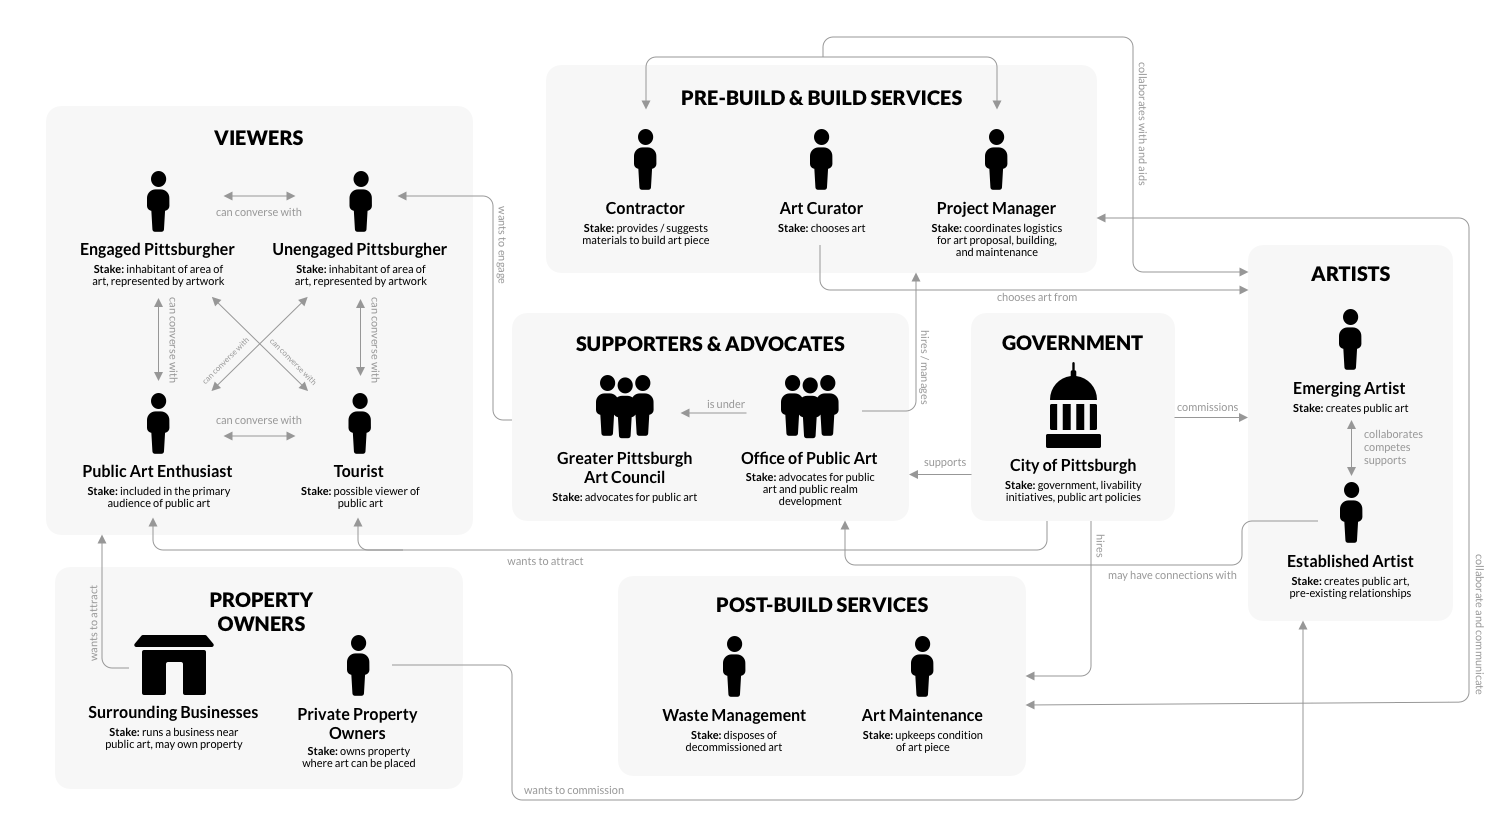 PRE-BUILD & BUILD SERVICES
Contractor
Stake: provides / suggests
materials to build art piece
Art Curator
Stake: chooses art
Project Manager
Stake: coordinates logistics
for art proposal, building,
and maintenance
collaborates with and aids
VIEWERS
Engaged Pittsburgher
Stake: inhabitant of area of
art, represented by artwork
can converse with
Unengaged Pittsburgher
Stake: inhabitant of area of
art, represented by artwork
can converse with
can converse with
can converse with
can converse with
can converse with
Public Art Enthusiast
Stake: included in the primary
audience of public art
Tourist
Stake: possible viewer of
public art
wants to engage
chooses art from
SUPPORTERS & ADVOCATES
is under
Greater Pittsburgh
Art Council
Stake: advocates for public art
Office of Public Art
Stake: advocates for public
art and public realm
development
hires / manages
supports
GOVERNMENT
City of Pittsburgh
Stake: government, livability
initiatives, public art policies
commissions
ARTISTS
Emerging Artist
Stake: creates public art
collaborates
competes
supports
Established Artist
Stake: creates public art,
pre-existing relationships
wants to attract
hires
may have connections with
collaborate and communicate
wants to attract
PROPERTY
OWNERS
Surrounding Businesses
Stake: runs a business near
public art, may own property
Private Property
Owners
Stake: owns property
where art can be placed
POST-BUILD SERVICES
Waste Management
Stake: disposes of
decommissioned art
Art Maintenance
Stake: upkeeps condition
of art piece
wants to commission